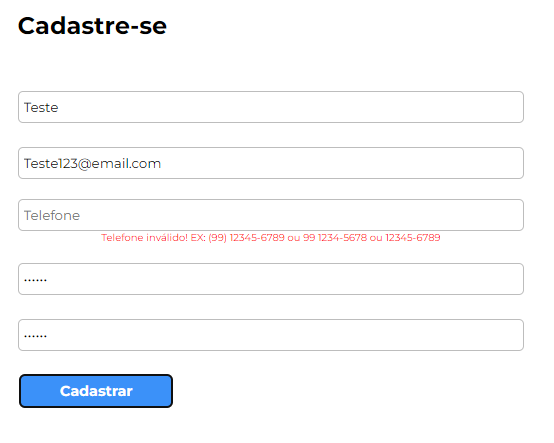 Cadastre-se
Teste
Teste123@email.com
Telefone
Telefone inválido! EX: (99) 12345-6789 ou 99 1234-5678 ou 12345-6789
······
······
Cadastrar